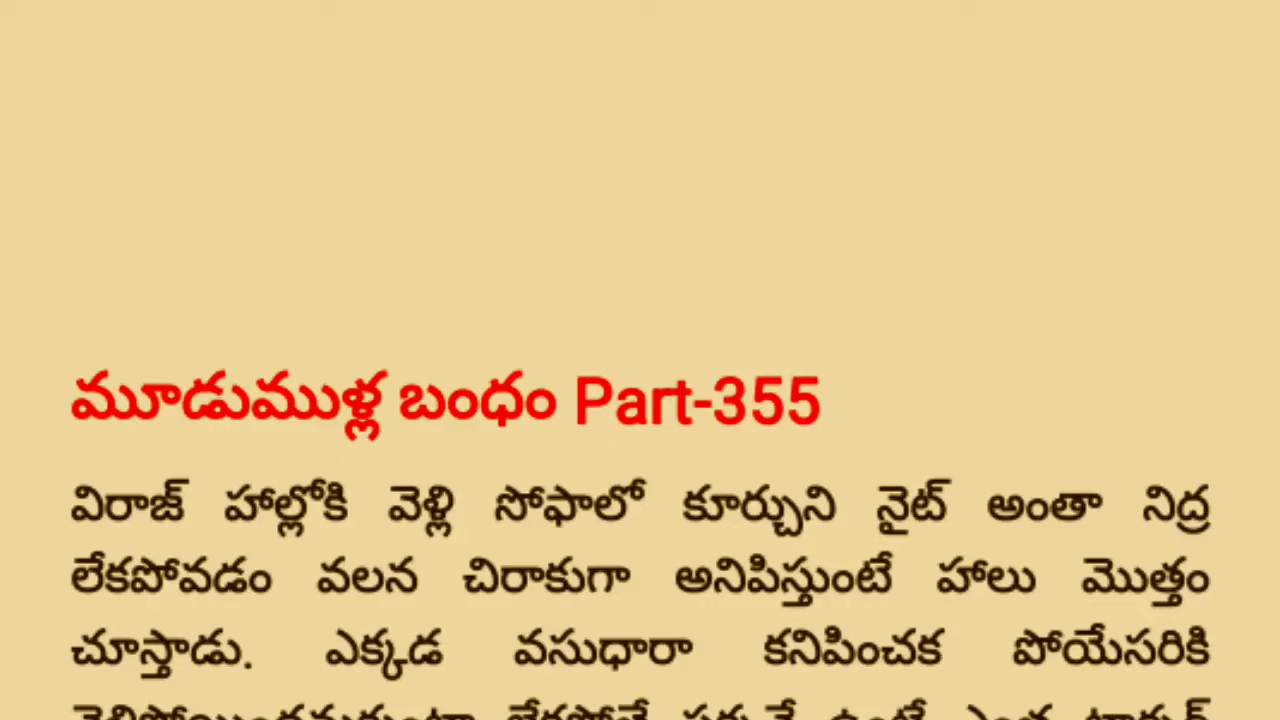 మూడుముళ్ల బంధం Part-355
విరాజ్ హాల్లోకి వెళ్లి సోఫాలో కూర్చుని నైట్ అంతా నిద్ర
లేకపోవడం వలన చిరాకుగా అనిపిస్తుంటే హాలు మొత్తం
చూస్తాడు. ఎక్కడ వసుధారా కనిపించక పోయేసరికి